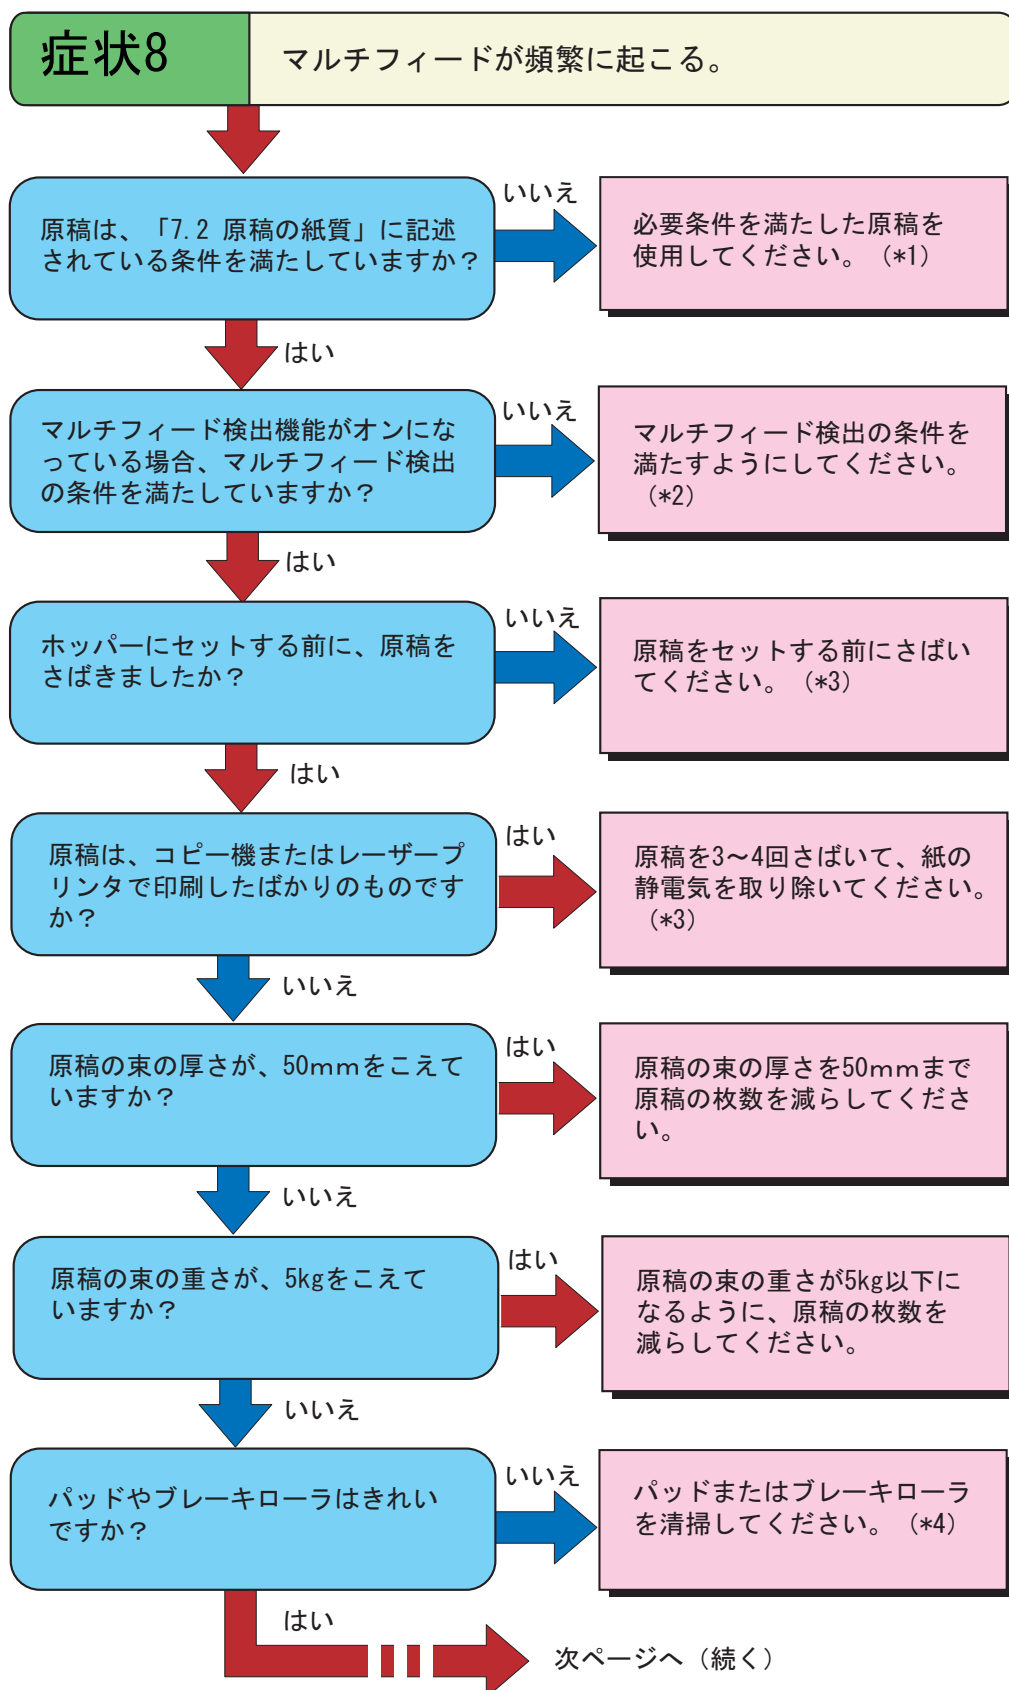 症状8
マルチフィードが頻繁に起こる。
原稿は、「7.2 原稿の紙質」に記述
されている条件を満たしていますか？
いいえ
必要条件を満たした原稿を
使用してください。（*1）
はい
マルチフィード検出機能がオンにな
っている場合、マルチフィード検出
の条件を満たしていますか？
いいえ
マルチフィード検出の条件を
満たすようにしてください。
（*2）
はい
ホッパーにセットする前に、原稿を
さばきましたか？
いいえ
原稿をセットする前にさばい
てください。（*3）
はい
原稿は、コピー機またはレーザープ
リンタで印刷したばかりのものです
か？
はい
原稿を3～4回さばいて、紙の
静電気を取り除いてください。
（*3）
いいえ
原稿の束の厚さが、50ｍｍをこえて
いますか？
はい
原稿の束の厚さを50ｍｍまで
原稿の枚数を減らしてくださ
い。
いいえ
原稿の束の重さが、5kgをこえて
いますか？
はい
原稿の束の重さが5kg以下に
なるように、原稿の枚数を
減らしてください。
いいえ
パッドやブレーキローラはきれい
ですか？
いいえ
パッドまたはブレーキローラ
を清掃してください。（*4）
はい
次ページへ（続く）